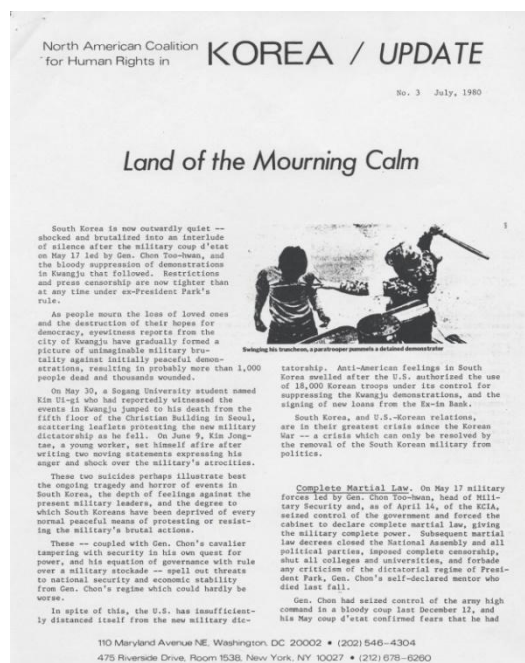 North American Coalition
for Human Rights in
KOREA / UPDATE
No. 3 July, 1980
Land of the Mourning Calm
South Korea is now outwardly quiet --
shocked and brutalized into an interlude
of silence after the military coup d'etat
on May 17 led by Gen. Chon Too-hwan, and
the bloody suppression of demonstrations
in Kwangju that followed. Restrictions
and press censorship are now tighter than
at any time under ex-President Park's
rule.
As people mourn the loss of loved ones
and the destruction of their hopes for
democracy, eyewitness reports from the
city of Kwangju have gradually formed a
picture of unimaginable military bru-
tality against initially peaceful demon-
strations, resulting in probably more than 1,000
people dead and thousands wounded.
On May 30, a Sogang University student named
Kim Ui-gi who had reportedly witnessed the
events in Kwangju jumped to his death from the
fifth floor of the Christian Building in Seoul,
scattering leaflets protesting the new military
dictatorship as he fell. On June 9, Kim Jong-
tae, a young worker, set himself afire after
writing two moving statements expressing his
anger and shock over the military's atrocities.
These two suicides perhaps illustrate best
the ongoing tragedy and horror of events in
South Korea, the depth of feelings against the
present military leaders, and the degree to
which South Koreans have been deprived of every
normal peaceful means of protesting or resist-
ing the military's brutal actions.
These -- coupled with Gen. Chon's cavalier
tampering with security in his own quest for
power, and his equation of governance with rule
over a military stockade -- spell out threats
to national security and economic stability
from Gen. Chon's regime which could hardly be
worse.
In spite of this, the U.S. has insufficient-
ly distanced itself from the new military dic-
Swinging his truncheon, a paratrooper pummels a detained demonstrator
tatorship. Anti-American feelings in South
Korea swelled after the U.S. authorized the use
of 18,000 Korean troops under its control for
suppressing the Kwangju demonstrations, and the
signing of new loans from the Ex-im Bank.
South Korea, and U.S.-Korean relations,
are in their greatest crisis since the Korean
War -- a crisis which can only be resolved by
the removal of the South Korean military from
politics.
Complete Martial Law. On May 17 military
forces led by Gen. Chon Too-hwan, head of Mili-
tary Security and, as of April 14, of the KCIA,
seized control of the government and forced the
cabinet to declare complete martial law, giving
the military complete power. Subsequent martial
law decrees closed the National Assembly and all
political parties, imposed complete censorship,
shut all colleges and universities, and forbade
any criticism of the dictatorial regime of Presi-
dent Park, Gen. Chon's self-declared mentor who
died last fall.
Gen. Chon had seized control of the army high
command in a bloody coup last December 12, and
his May coup d'etat confirmed fears that he had
110 Maryland Avenue NE, Washington, DC 20002 • (202) 546-4304
475 Riverside Drive, Room 1538, New York, NY 10027 • (212) 678-6260